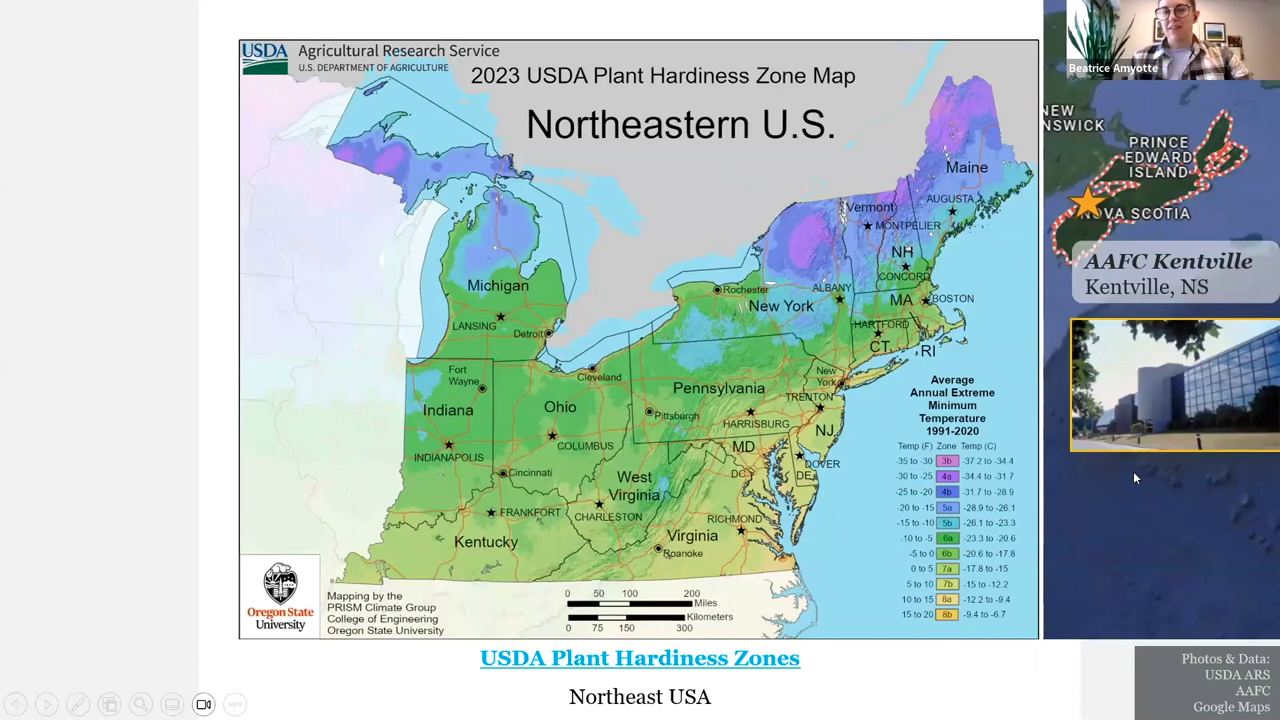 USDA
Agricultural Research Service
U.S. DEPARTMENT OF AGRICULTURE
2023 USDA Plant Hardiness Zone Map
Northeastern U.S.
Maine
AUGUSTA
Vermont
MONTPELIER
NH
CONCORD
Michigan
LANSING
Detroit
Rochester
New York
ALBANY
MA
BOSTON
HARTFORD
CT
RI
Fort
Wayne
Cleveland
Indiana
Ohio
Pennsylvania
New
York
TRENTON
Pittsburgh
HARRISBURG
INDIANAPOLIS
COLUMBUS
NJ
MD
DOVER
DE
DC
Cincinnati
West
Virginia
FRANKFORT
CHARLESTON
RICHMOND
Kentucky
Virginia
Roanoke
Average
Annual Extreme
Minimum
Temperature
1991-2020
Temp (F) Zone Temp (C)
-35 to -30 3b -37.2 to -34.4
-30 to -25 4a -34.4 to -31.7
-25 to -20 4b -31.7 to -28.9
-20 to -15 5a -28.9 to -26.1
-15 to -10 5b -26.1 to -23.3
-10 to -5 6a -23.3 to -20.6
-5 to 0 6b -20.6 to -17.8
0 to 5 7a -17.8 to -15
5 to 10 7b -15 to -12.2
10 to 15 8a -12.2 to -9.4
15 to 20 8b -9.4 to -6.7
Oregon State
University
Mapping by the
PRISM Climate Group
College of Engineering
Oregon State University
0 50 100 200
Miles
Kilometers
0 75 150 300
USDA Plant Hardiness Zones
Northeast USA
Beatrice Amyotte
NEW
NSWICK
PRINCE
EDWARD
ISLAND
NOVA SCOTIA
AAFC Kentville
Kentville, NS
Photos & Data:
USDA ARS
AAFC
Google Maps